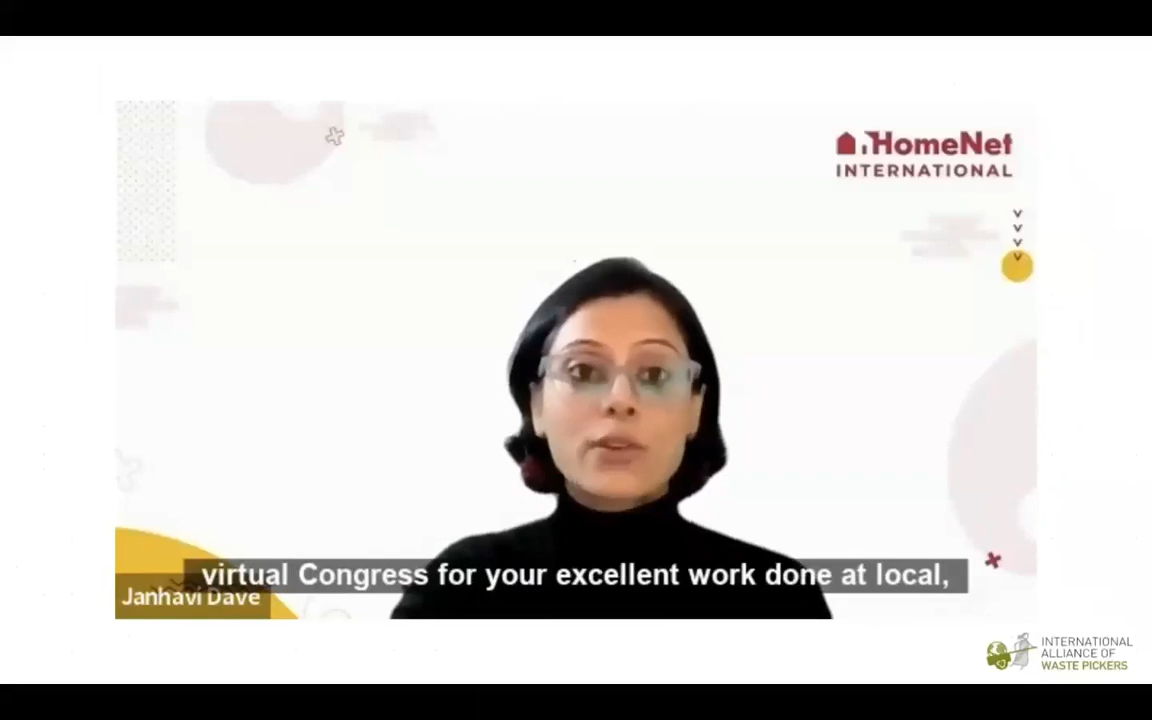 HomeNet
INTERNATIONAL
virtual Congress for your excellent work done at local,
Janhavi Dave
INTERNATIONAL
ALLIANCE OF
WASTE PICKERS